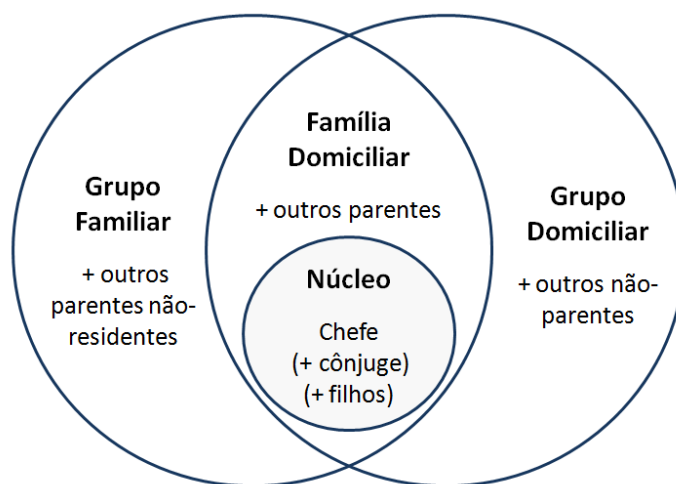 Grupo
Familiar
+ outros
parentes não-
residentes
Família
Domiciliar
+ outros parentes
Núcleo
Chefe
(+ cônjuge)
(+ filhos)
Grupo
Domiciliar
+ outros não-
parentes